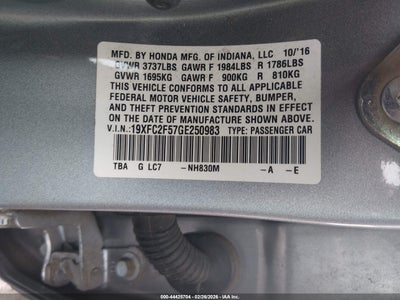 MFD. BY HONDA MFG. OF INDIANA, LLC 10/'16
GVWR 3737LBS GAWR F 1984LBS R 1786LBS
GVWR 1695KG GAWR F 900KG R 810KG
THIS VEHICLE CONFORMS TO ALL APPLICABLE
FEDERAL MOTOR VEHICLE SAFETY, BUMPER,
AND THEFT PREVENTION STANDARDS IN
EFFECT ON THE DATE OF MANUFACTURE SHOWN ABOVE.
V.I.N.: 19XFC2F57GE250983 TYPE: PASSENGER CAR
TBA G LC7 -NH830M -A -E
000-44425704 - 02/26/2026 - © IAA, Inc.